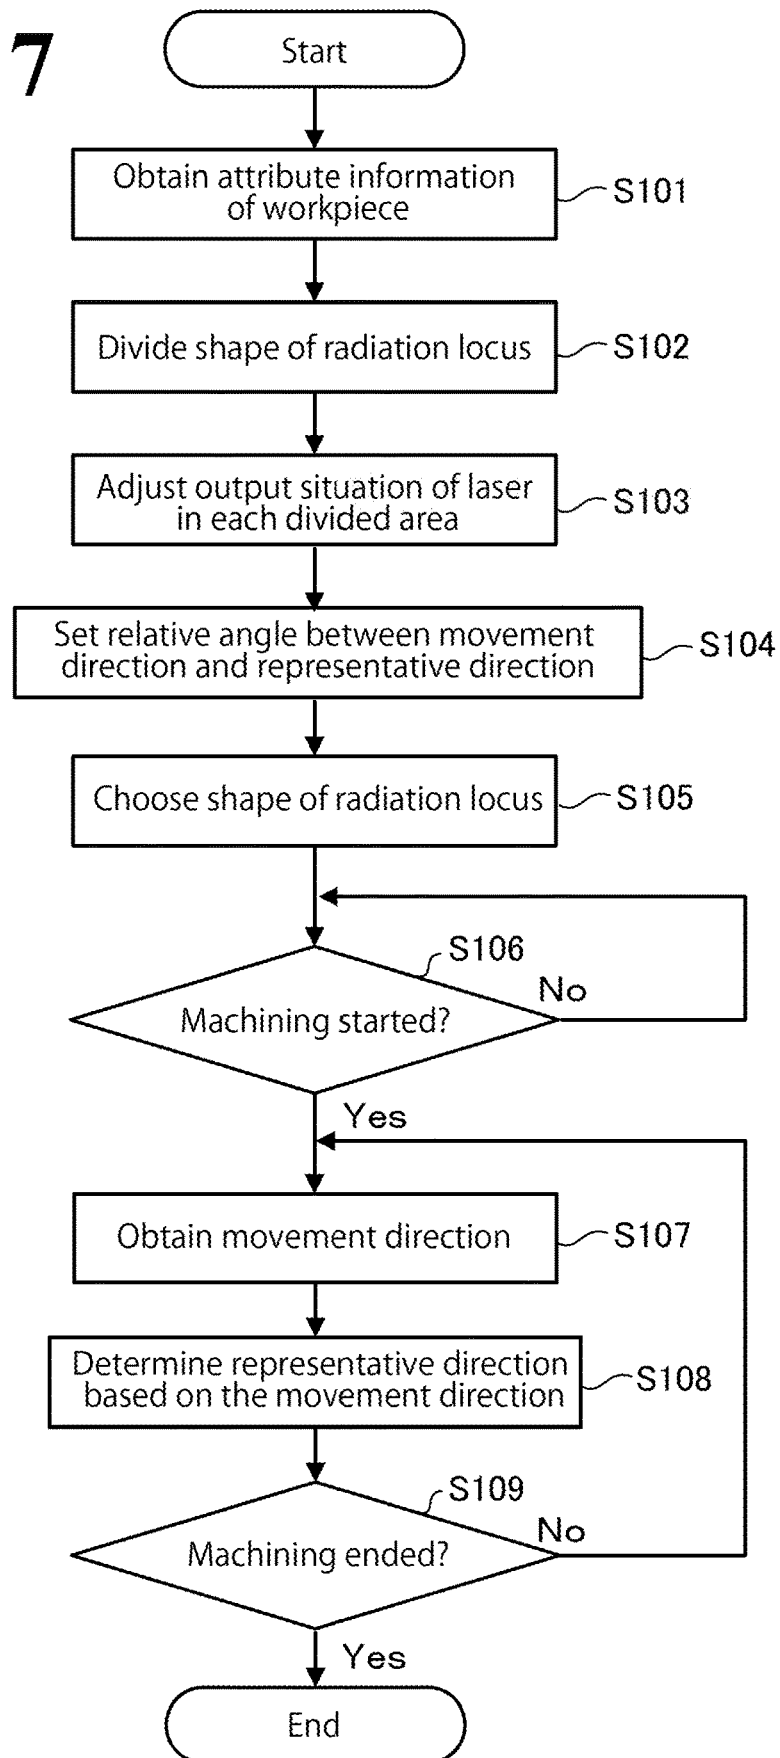 7
Start
Obtain attribute information
of workpiece
S101
Divide shape of radiation locus
S102
Adjust output situation of laser
in each divided area
S103
Set relative angle between movement
direction and representative direction
S104
Choose shape of radiation locus
S105
S106
No
Machining started?
Yes
Obtain movement direction
S107
Determine representative direction
based on the movement direction
S108
S109
No
Machining ended?
Yes
End